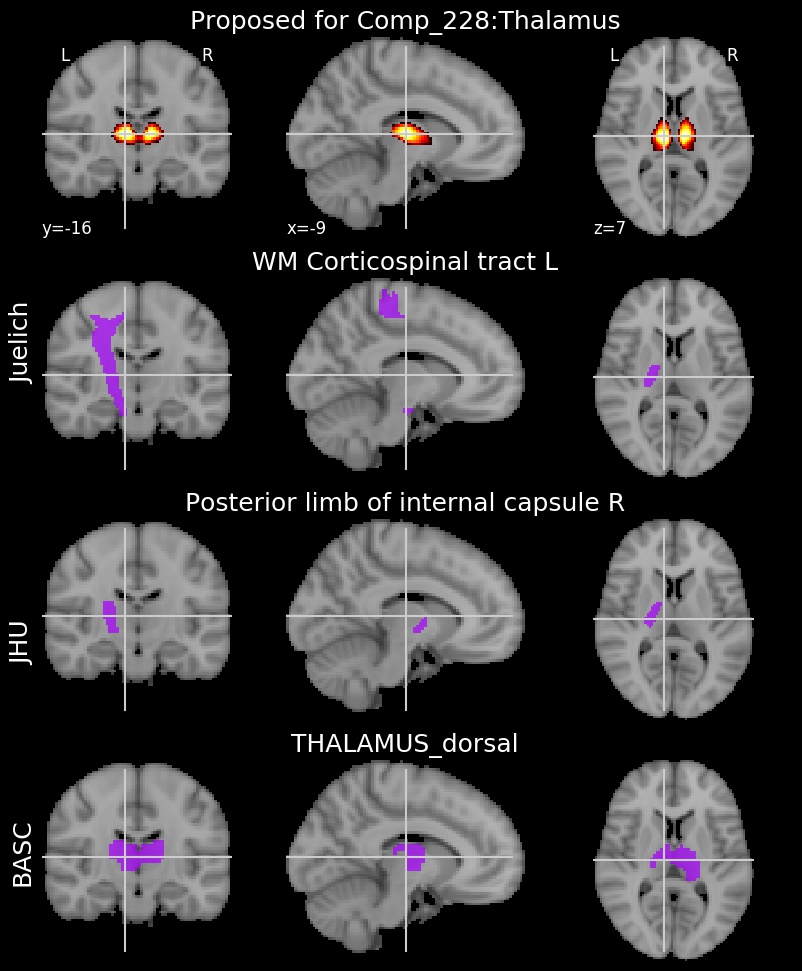 Proposed for Comp_228:Thalamus
L R L R
y=-16 x=-9 z=7
WM Corticospinal tract L
Juelich
Posterior limb of internal capsule R
JHU
THALAMUS_dorsal
BASC